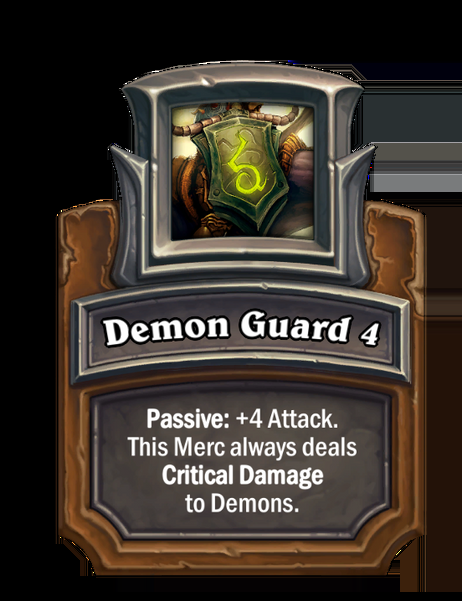 Demon Guard 4
Passive: +4 Attack.
This Merc always deals
Critical Damage
to Demons.